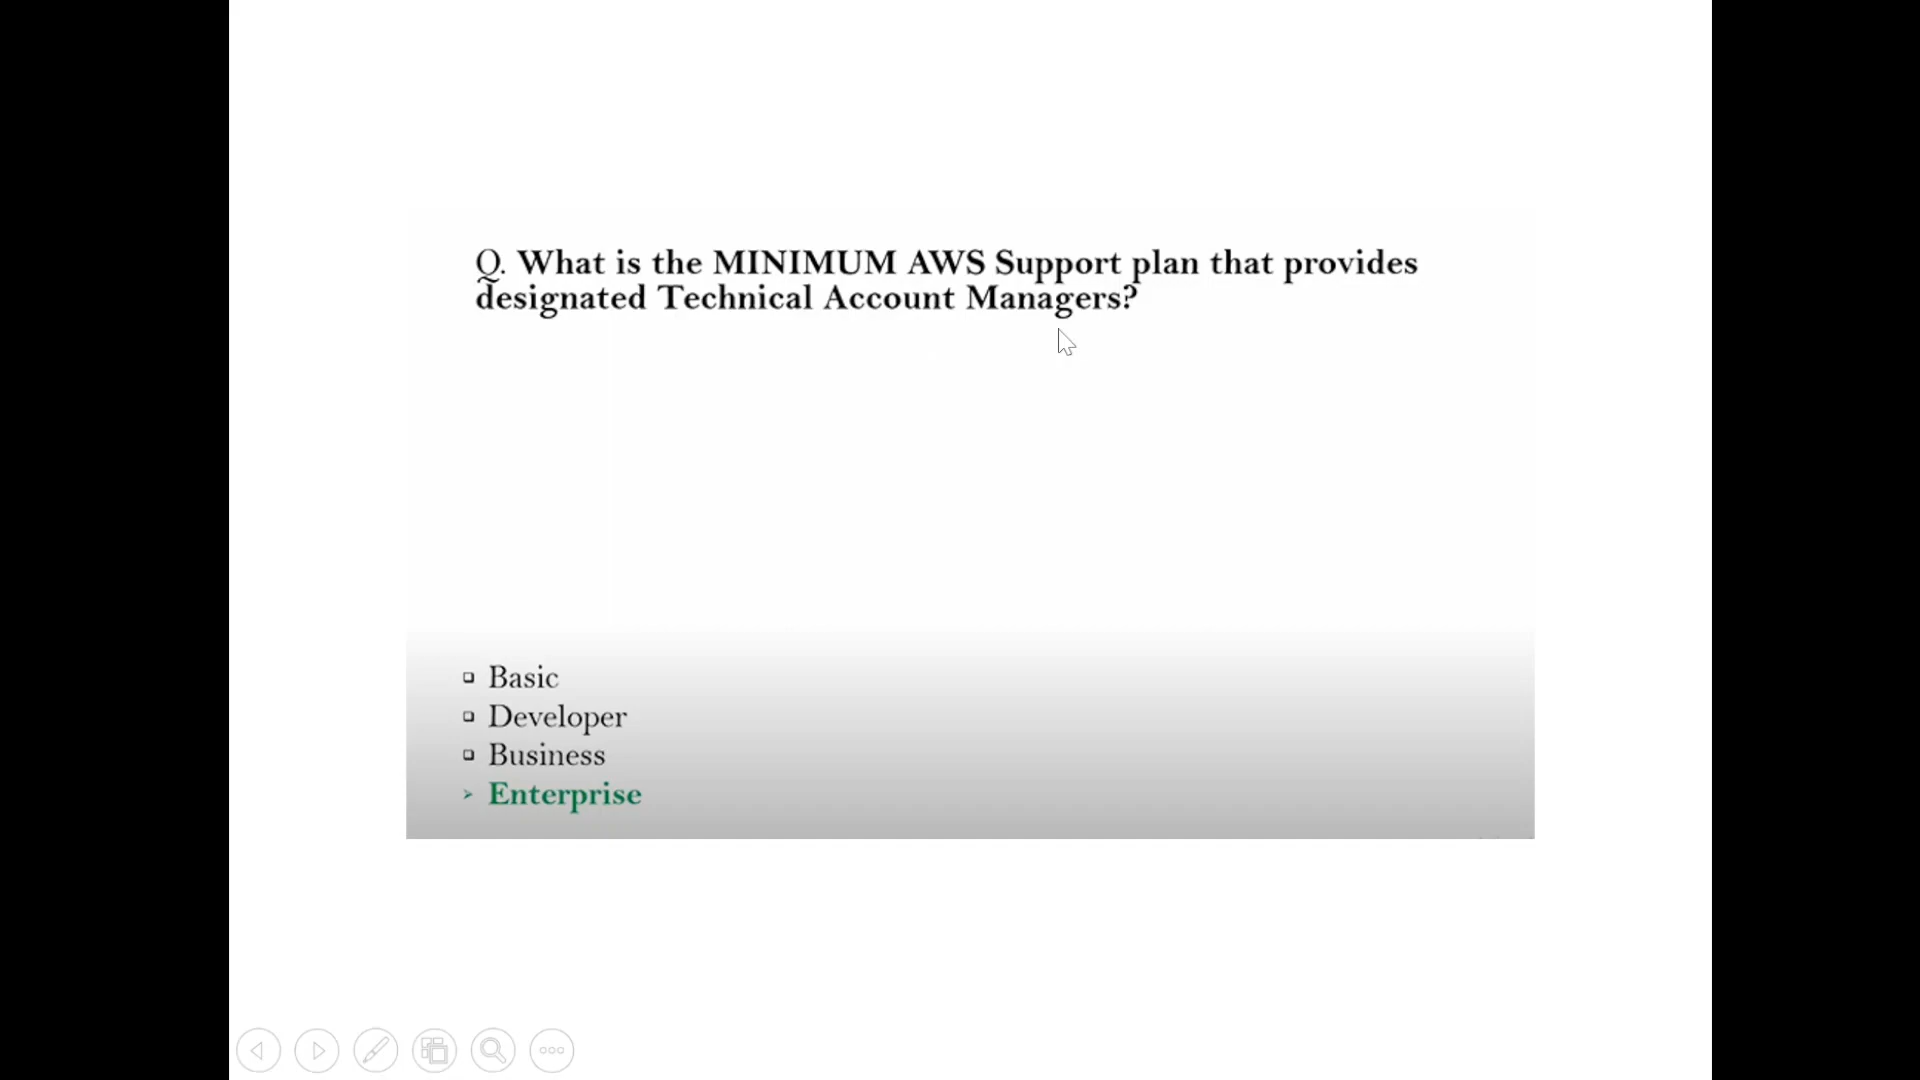 Q. What is the MINIMUM AWS Support plan that provides
designated Technical Account Managers?
Basic
Developer
Business
Enterprise